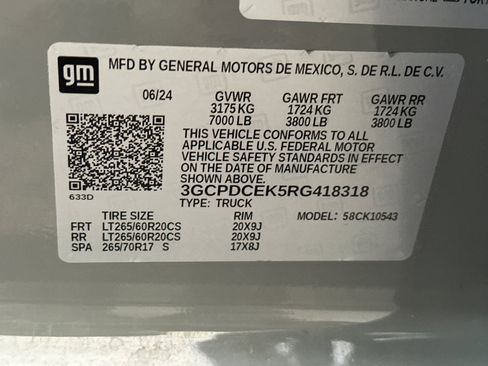 gm
MFD BY GENERAL MOTORS DE MEXICO, S. DE R.L. DE C.V.
06/24 GVWR GAWR FRT GAWR RR
3175 KG 1724 KG 1724 KG
7000 LB 3800 LB 3800 LB
THIS VEHICLE CONFORMS TO ALL
APPLICABLE U.S. FEDERAL MOTOR
VEHICLE SAFETY STANDARDS IN EFFECT
ON THE DATE OF MANUFACTURE
SHOWN ABOVE.
3GCPDCEK5RG418318
633D TYPE: TRUCK
TIRE SIZE RIM MODEL: 58CK10543
FRT LT265/60R20CS 20X9J
RR LT265/60R20CS 20X9J
SPA 265/70R17 S 17X8J